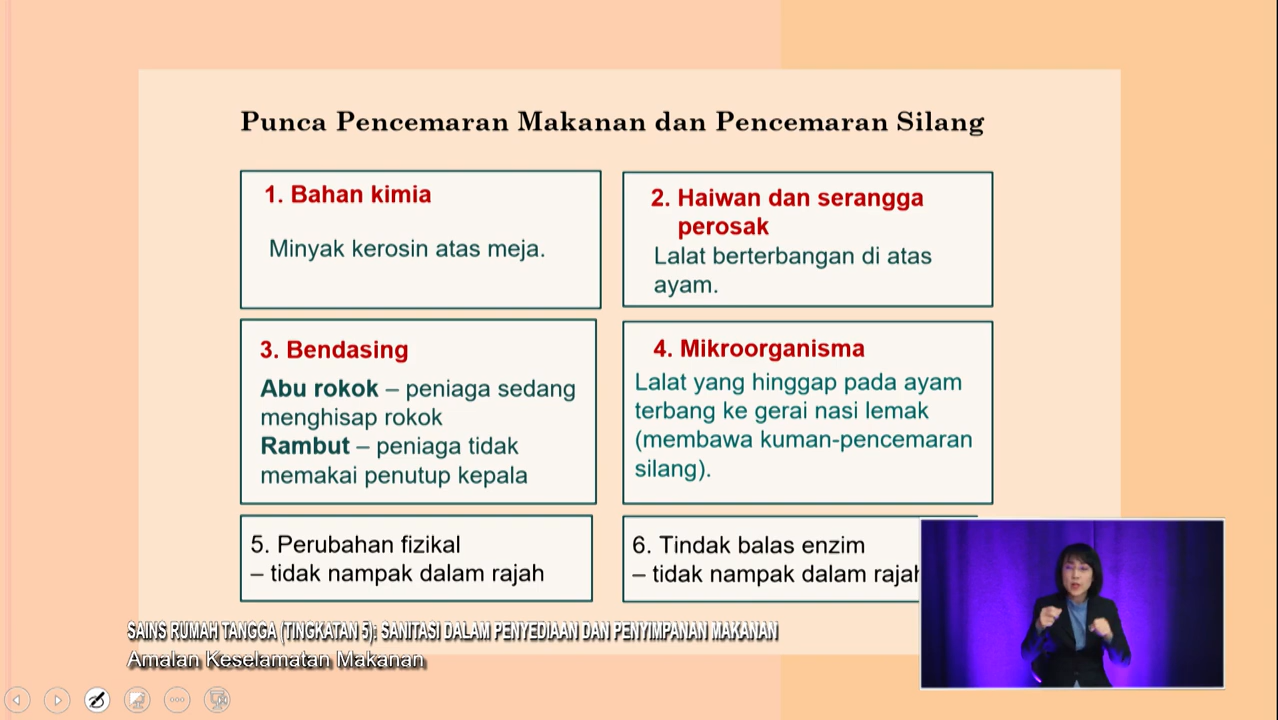 Punca Pencemaran Makanan dan Pencemaran Silang
1. Bahan kimia
Minyak kerosin atas meja.
2. Haiwan dan serangga
perosak
Lalat berterbangan di atas
ayam.
3. Bendasing
Abu rokok – peniaga sedang
menghisap rokok
Rambut – peniaga tidak
memakai penutup kepala
4. Mikroorganisma
Lalat yang hinggap pada ayam
terbang ke gerai nasi lemak
(membawa kuman-pencemaran
silang).
5. Perubahan fizikal
– tidak nampak dalam rajah
6. Tindak balas enzim
– tidak nampak dalam rajah
SAINS RUMAH TANGGA (TINGKATAN 5): SANITASI DALAM PENYEDIAAN DAN PENYIMPANAN MAKANAN
Amalan Keselamatan Makanan